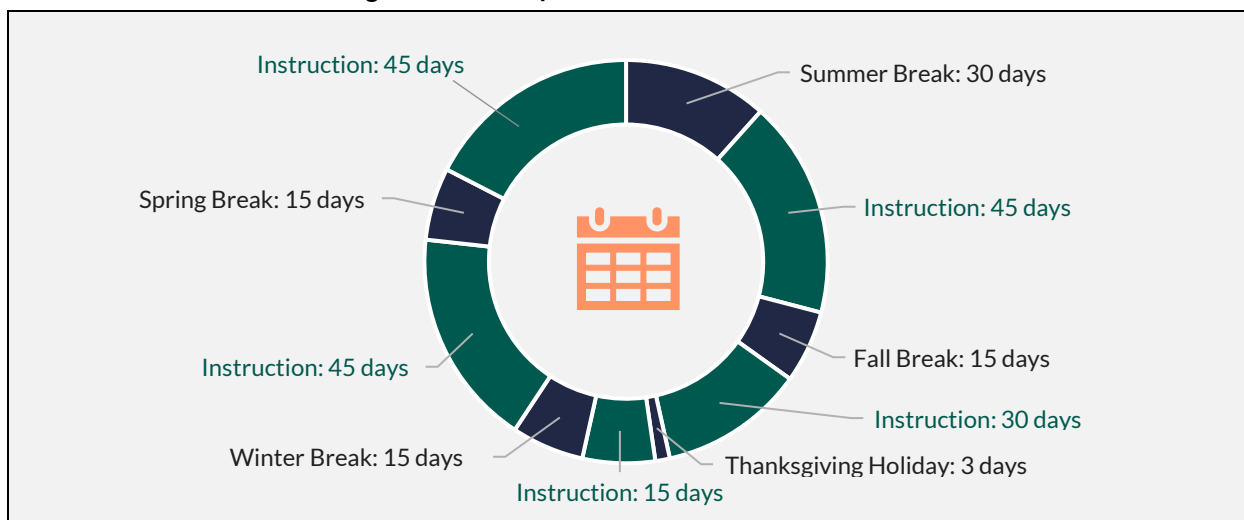 Instruction: 45 days
Summer Break: 30 days
Spring Break: 15 days
Instruction: 45 days
Instruction: 45 days
Fall Break: 15 days
Instruction: 30 days
Winter Break: 15 days
Thanksgiving Holiday: 3 days
Instruction: 15 days